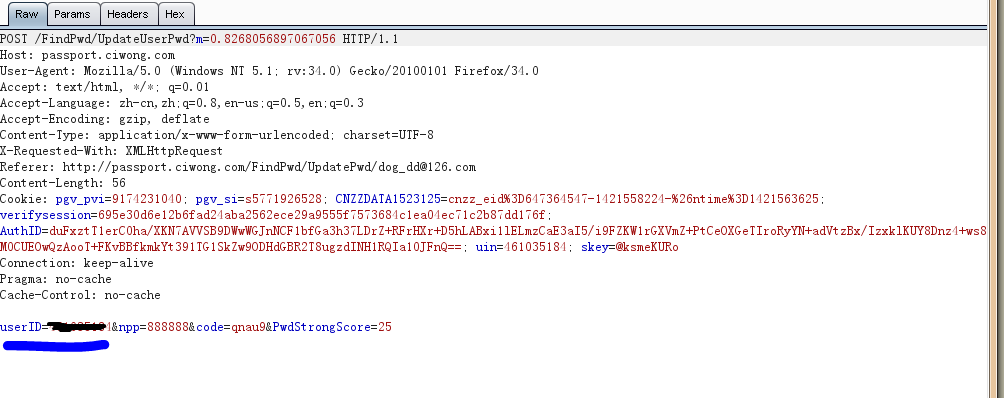 Raw Params Headers Hex
POST /FindPwd/UpdateUserPwd?m=0.8268056897067056 HTTP/1.1
Host: passport.ciwong.com
User-Agent: Mozilla/5.0 (Windows NT 5.1; rv:34.0) Gecko/20100101 Firefox/34.0
Accept: text/html, */*; q=0.01
Accept-Language: zh-cn,zh;q=0.8,en-us;q=0.5,en;q=0.3
Accept-Encoding: gzip, deflate
Content-Type: application/x-www-form-urlencoded; charset=UTF-8
X-Requested-With: XMLHttpRequest
Referer: http://passport.ciwong.com/FindPwd/UpdatePwd/dog_dd@126.com
Content-Length: 56
Cookie: pgv_pvi=9174231040; pgv_si=s5771926528; CNZZDATA1523125=cnzz_eid%3D647364547-1421558224-%26ntime%3D1421563625;
verifysession=695e30d6e12b6fad24aba2562ece29a9555f7573684c1ea04ec71c2b87dd176f;
AuthID=duFxztT1erC0ha/XKN7AVVSB9DWwWGJnNCF1bfGa3h37LDrZ+RFrHXr+D5hLABxi11ELmzCaE3aI5/i9FZKW1rGXVmZ+PtCeOXGeTIroRyYN+adVtzBx/IzxklKUY8Dnz4+ws8
M0CUEOwQzAooT+FKvBBfkmkYt391TG1SkZw9ODHdGBR2T8ugzdINH1RQIa10JFnQ==; uin=461035184; skey=@ksmeKURo
Connection: keep-alive
Pragma: no-cache
Cache-Control: no-cache
userID= 4&npp=888888&code=qnau9&PwdStrongScore=25